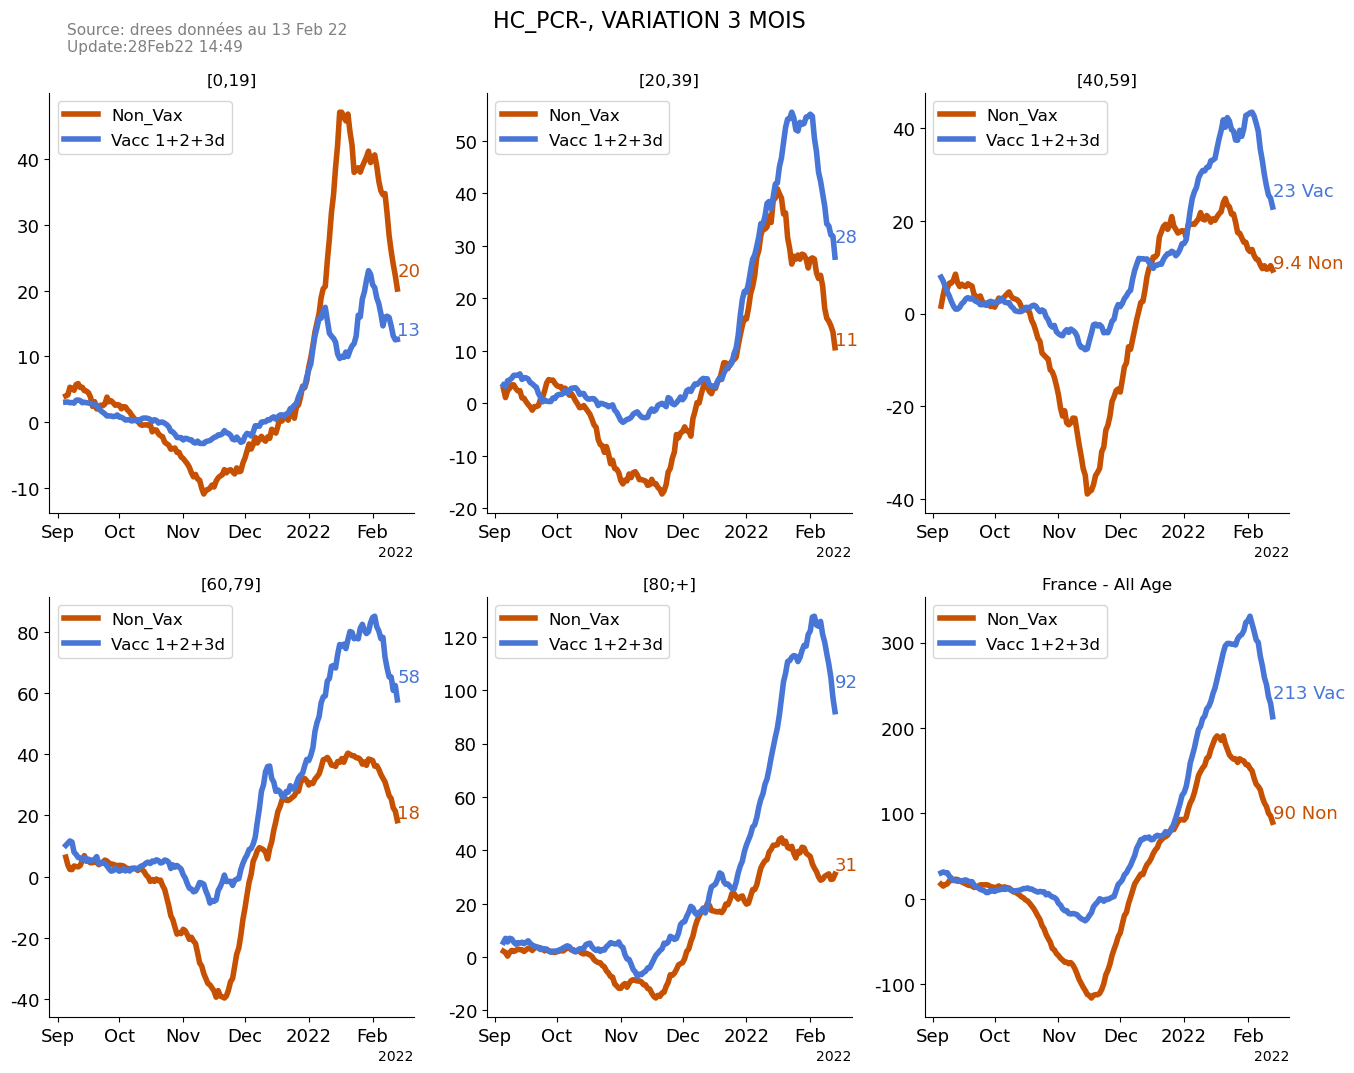 HC_PCR-, VARIATION 3 MOIS
Source: drees données au 13 Feb 22
Update:28Feb22 14:49
[0,19]
Non_Vax
Vacc 1+2+3d
40
30
20
10
0
-10
20
13
Sep Oct Nov Dec 2022 Feb
2022
[20,39]
Non_Vax
Vacc 1+2+3d
50
40
30
20
10
0
-10
-20
28
11
Sep Oct Nov Dec 2022 Feb
2022
[40,59]
Non_Vax
Vacc 1+2+3d
40
20
0
-20
-40
23 Vac
9.4 Non
Sep Oct Nov Dec 2022 Feb
2022
[60,79]
Non_Vax
Vacc 1+2+3d
80
60
40
20
0
-20
-40
58
18
Sep Oct Nov Dec 2022 Feb
2022
[80;+]
Non_Vax
Vacc 1+2+3d
120
100
80
60
40
20
0
-20
92
31
Sep Oct Nov Dec 2022 Feb
2022
France - All Age
Non_Vax
Vacc 1+2+3d
300
200
100
0
-100
213 Vac
90 Non
Sep Oct Nov Dec 2022 Feb
2022